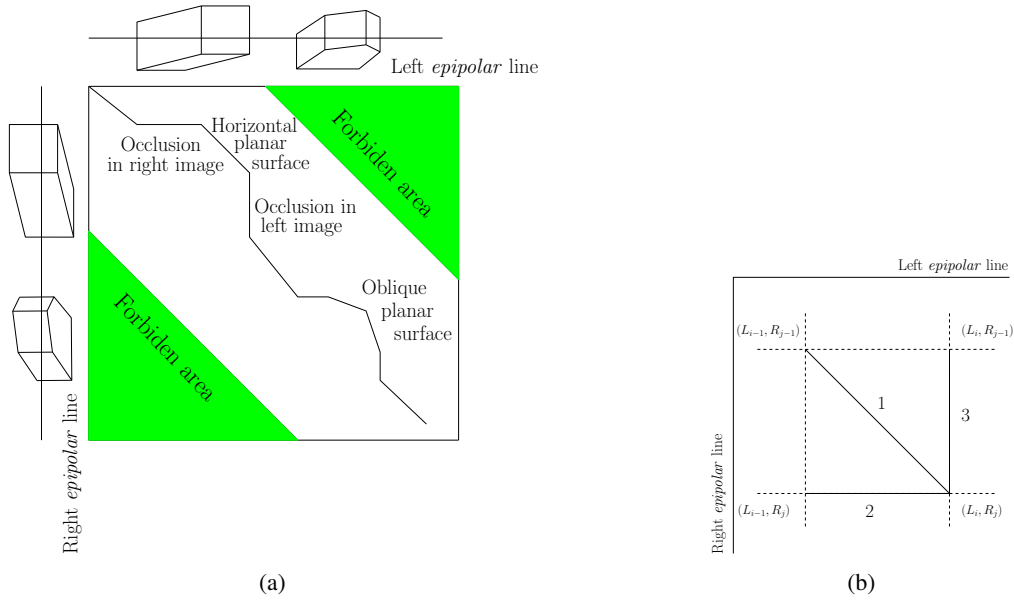 Left epipolar line
Horizontal
planar
surface
Occlusion
in right image
Forbiden area
Occlusion in
left image
Oblique
planar
surface
Forbiden area
Right epipolar line
(a)
Left epipolar line
(L_{i-1}, R_{j-1})
(L_i, R_{j-1})
1
3
(L_{i-1}, R_j)
2
(L_i, R_j)
Right epipolar line
(b)